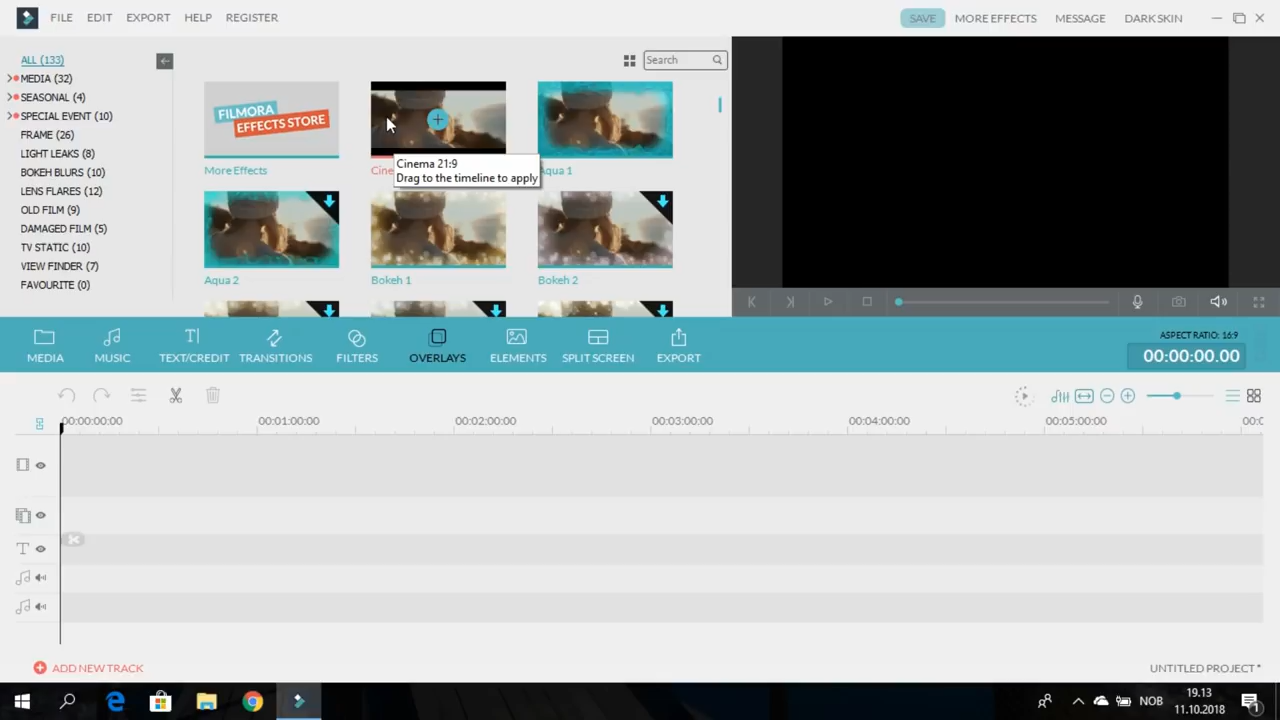 FILE EDIT EXPORT HELP REGISTER SAVE MORE EFFECTS MESSAGE DARK SKIN
ALL (133)
MEDIA (32)
SEASONAL (4)
SPECIAL EVENT (10)
FRAME (26)
LIGHT LEAKS (8)
BOKEH BLURS (10)
LENS FLARES (12)
OLD FILM (9)
DAMAGED FILM (5)
TV STATIC (10)
VIEW FINDER (7)
FAVOURITE (0)
Search
FILMORA
EFFECTS STORE
More Effects
Cine
Aqua 1
Cinema 21:9
Drag to the timeline to apply
Aqua 2
Bokeh 1
Bokeh 2
MEDIA MUSIC TEXT/CREDIT TRANSITIONS FILTERS OVERLAYS ELEMENTS SPLIT SCREEN EXPORT
ASPECT RATIO: 16:9
00:00:00.00
00:00:00:00 00:01:00:00 00:02:00:00 00:03:00:00 00:04:00:00 00:05:00:00 00:0
ADD NEW TRACK
UNTITLED PROJECT *
NOB
19.13
11.10.2018
1